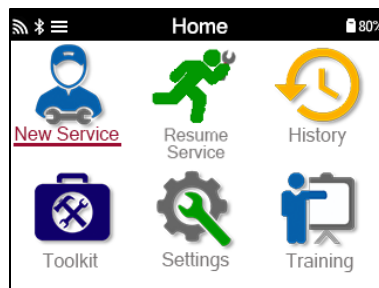 Home
80%
New Service
Resume
Service
History
Toolkit
Settings
Training